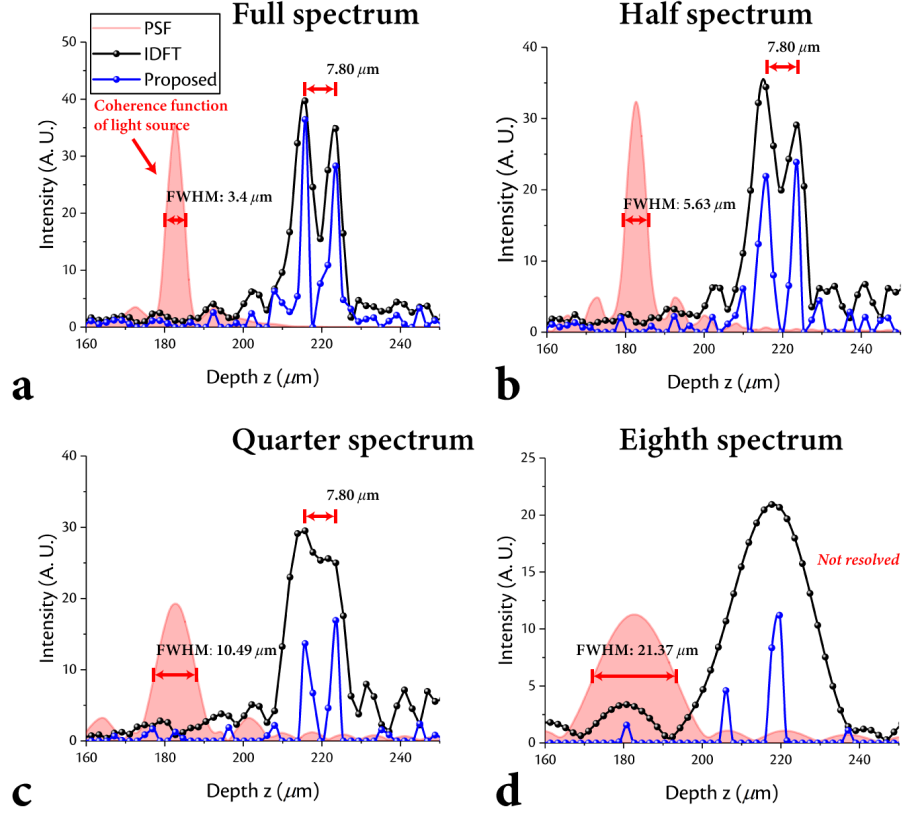 Full spectrum
PSF
IDFT
Proposed
Coherence function
of light source
7.80 μm
FWHM: 3.4 μm
Intensity (A. U.)
50
40
30
20
10
0
160 180 200 220 240
Depth z (μm)
a
Half spectrum
7.80 μm
FWHM: 5.63 μm
Intensity (A. U.)
40
30
20
10
0
160 180 200 220 240
Depth z (μm)
b
Quarter spectrum
7.80 μm
FWHM: 10.49 μm
Intensity (A. U.)
40
30
20
10
0
160 180 200 220 240
Depth z (μm)
c
Eighth spectrum
Not resolved
FWHM: 21.37 μm
Intensity (A. U.)
25
20
15
10
5
0
160 180 200 220 240
Depth z (μm)
d